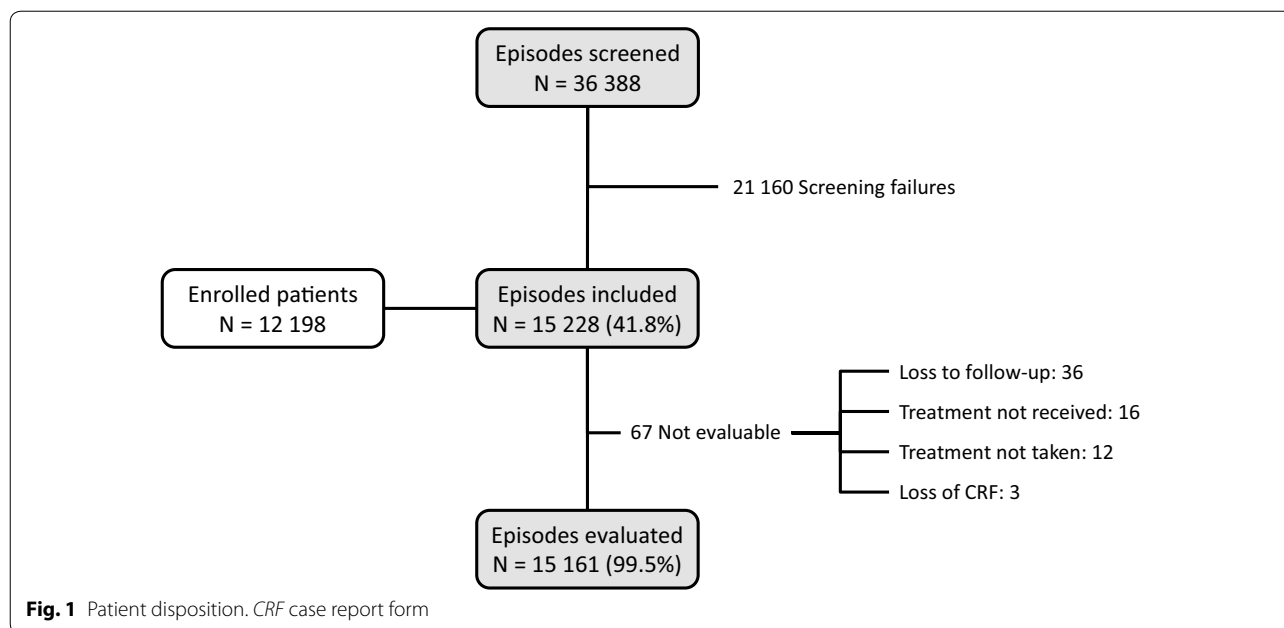 Episodes screened
N = 36 388
21 160 Screening failures
Enrolled patients
N = 12 198
Episodes included
N = 15 228 (41.8%)
67 Not evaluable
Loss to follow-up: 36
Treatment not received: 16
Treatment not taken: 12
Loss of CRF: 3
Episodes evaluated
N = 15 161 (99.5%)
Fig. 1 Patient disposition. CRF case report form